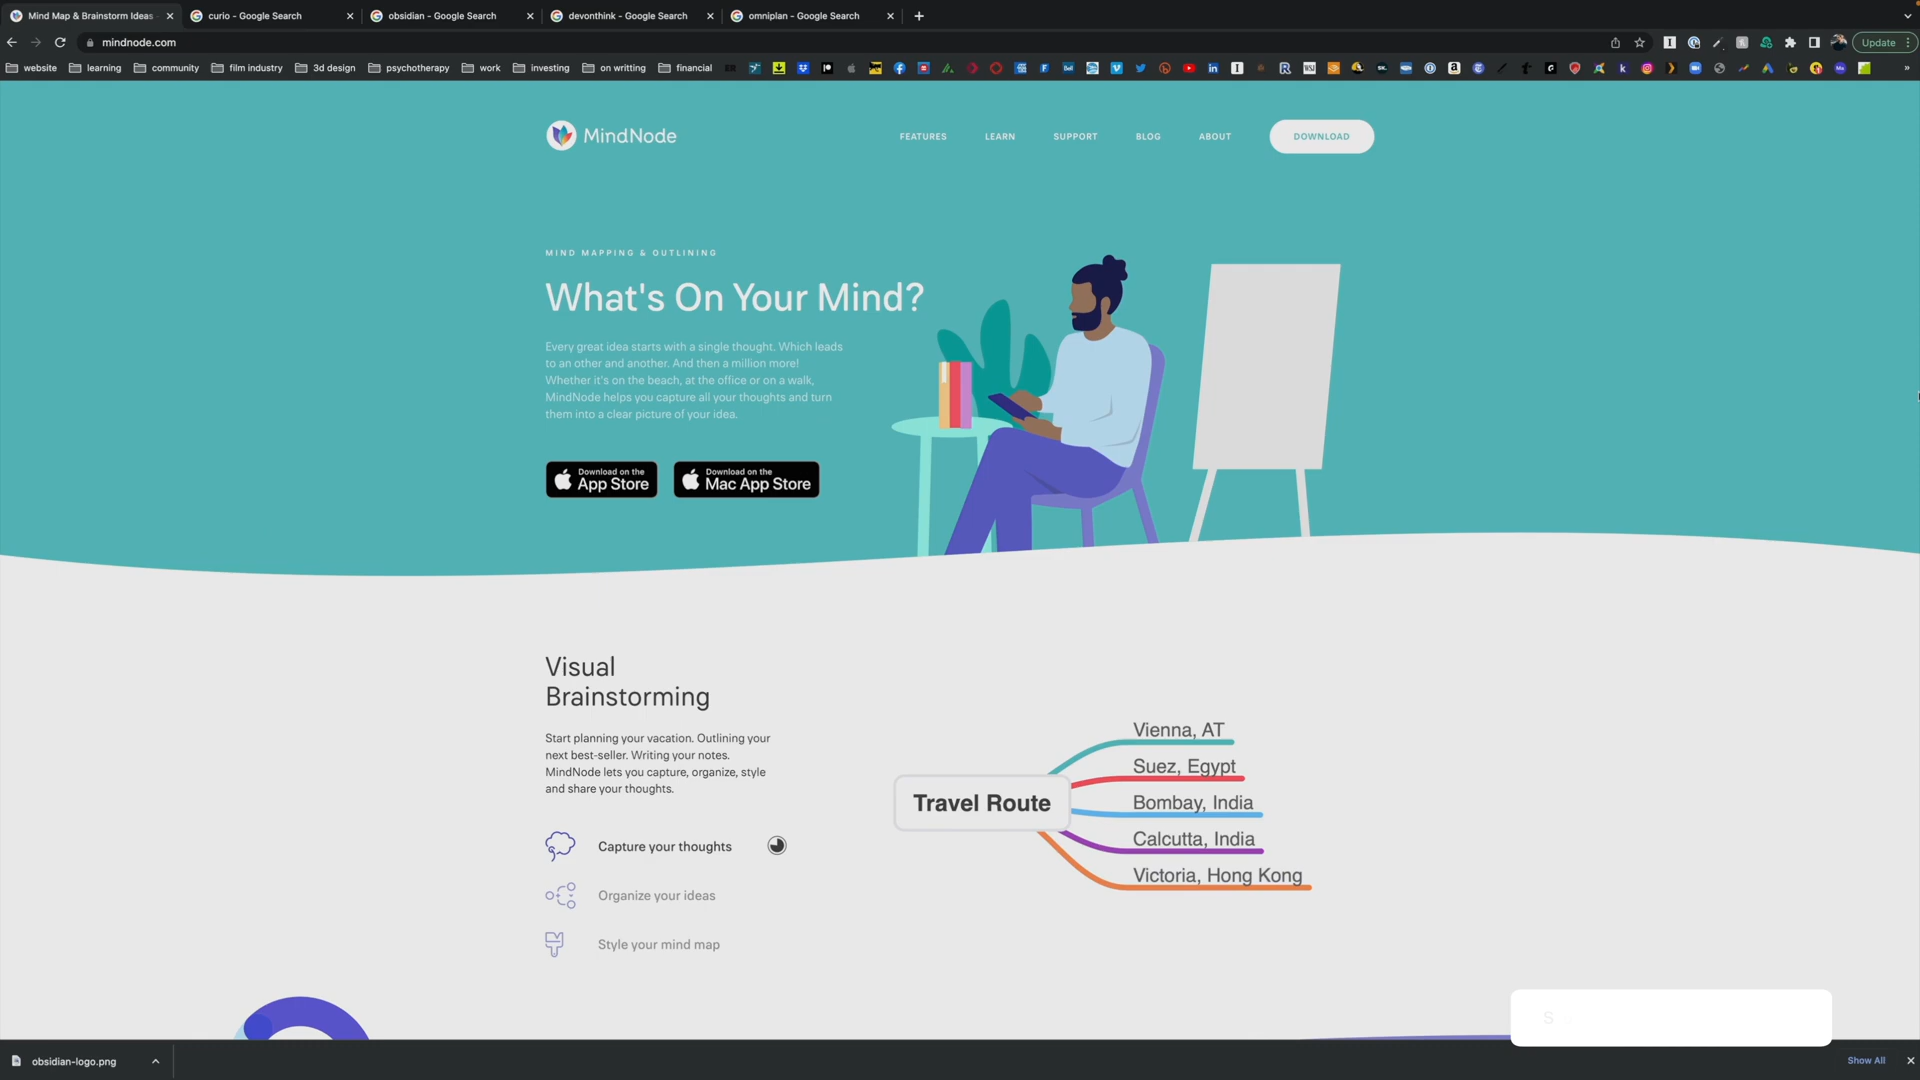 Mind Map & Brainstorm Ideas
curio - Google Search
obsidian - Google Search
devonthink - Google Search
omniplan - Google Search
mindnode.com
Update
website
learning
community
film industry
3d design
psychotherapy
work
investing
on writting
financial
MindNode
FEATURES
LEARN
SUPPORT
BLOG
ABOUT
DOWNLOAD
MIND MAPPING & OUTLINING
What's On Your Mind?
Every great idea starts with a single thought. Which leads
to an other and another. And then a million more!
Whether it's on the beach, at the office or on a walk,
MindNode helps you capture all your thoughts and turn
them into a clear picture of your idea.
Download on the
App Store
Download on the
Mac App Store
Visual
Brainstorming
Start planning your vacation. Outlining your
next best-seller. Writing your notes.
MindNode lets you capture, organize, style
and share your thoughts.
Capture your thoughts
Organize your ideas
Style your mind map
Travel Route
Vienna, AT
Suez, Egypt
Bombay, India
Calcutta, India
Victoria, Hong Kong
S
obsidian-logo.png
Show All